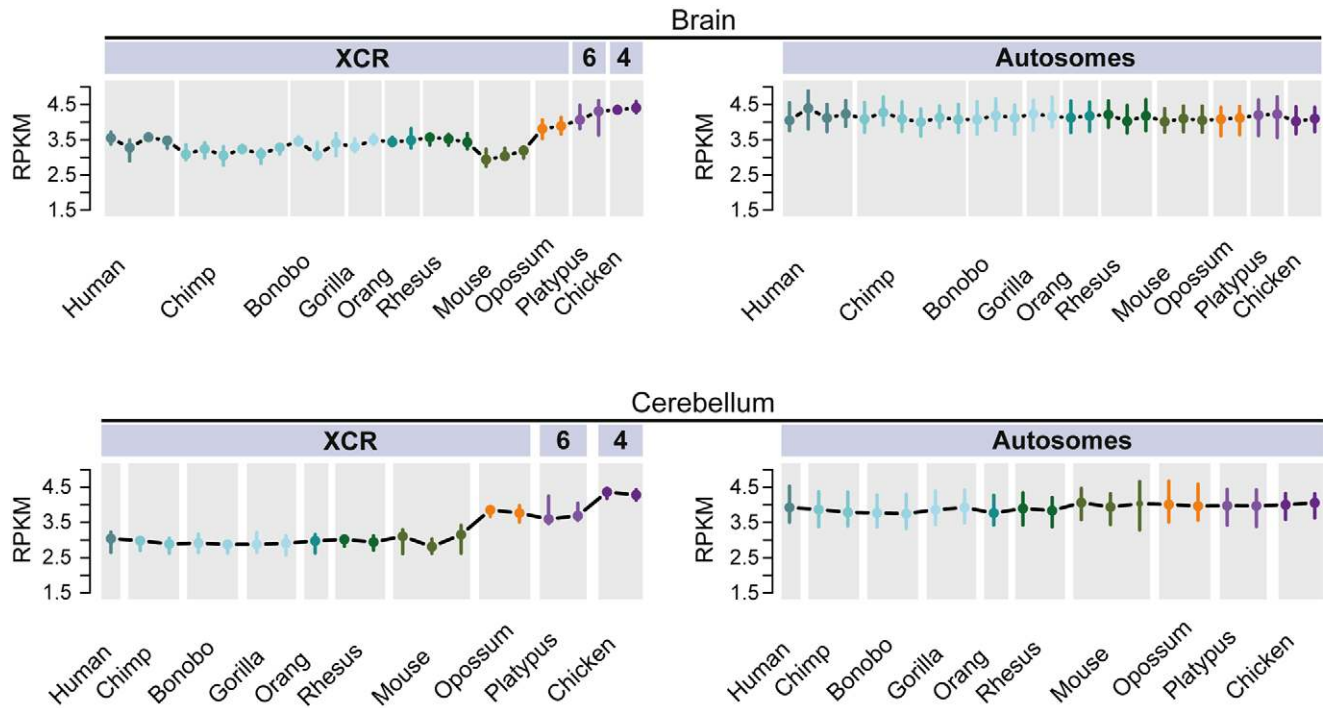 Brain
XCR 6 4 Autosomes
RPKM 4.5 3.5 2.5 1.5
RPKM 4.5 3.5 2.5 1.5
Human Chimp Bonobo Gorilla Orang Rhesus Mouse Opossum Platypus Chicken
Human Chimp Bonobo Gorilla Orang Rhesus Mouse Opossum Platypus Chicken
Cerebellum
XCR 6 4 Autosomes
RPKM 4.5 3.5 2.5 1.5
RPKM 4.5 3.5 2.5 1.5
Human Chimp Bonobo Gorilla Orang Rhesus Mouse Opossum Platypus Chicken
Human Chimp Bonobo Gorilla Orang Rhesus Mouse Opossum Platypus Chicken